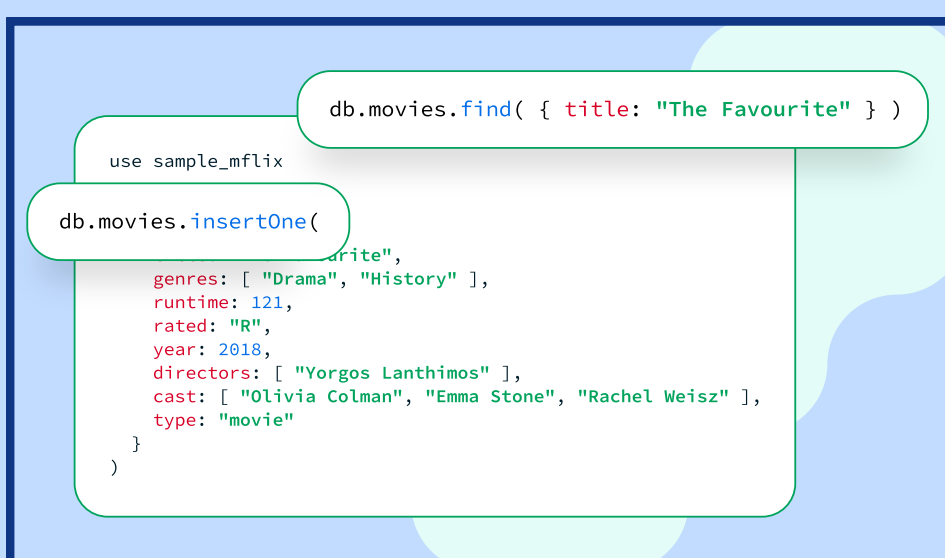 db.movies.find( { title: "The Favourite" } )
use sample_mflix
db.movies.insertOne(
genres: [ "Drama", "History" ],
runtime: 121,
rated: "R",
year: 2018,
directors: [ "Yorgos Lanthimos" ],
cast: [ "Olivia Colman", "Emma Stone", "Rachel Weisz" ],
type: "movie"
}
)